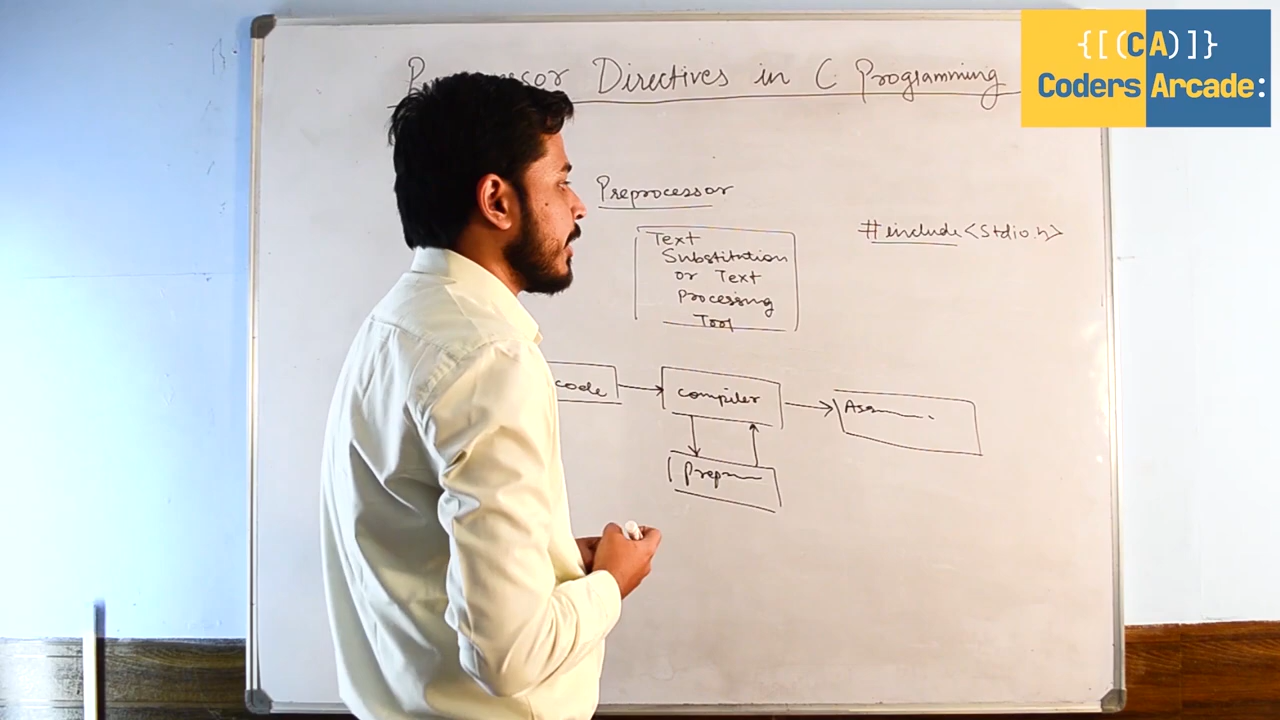 Directives in C Programming
{[(CA)]}
Coders Arcade:
Preprocessor
#include<stdio.h>
Text
Substitution
or Text
Processing
Tool
code
compiler